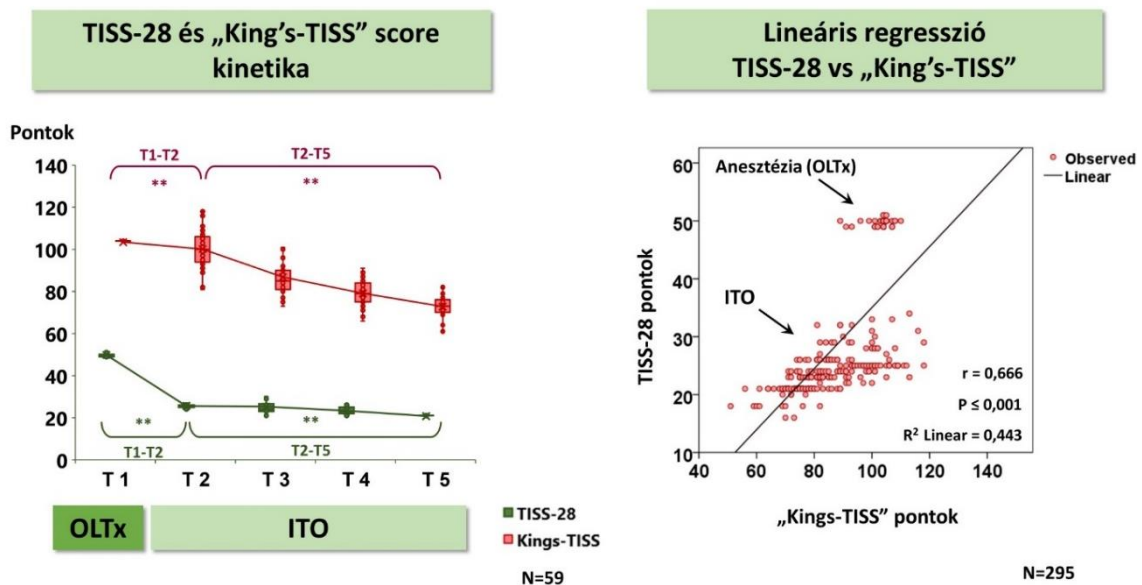 TISS-28 és „King's-TISS” score
kinetika
Pontok
T1-T2
T2-T5
**
**
140
120
100
80
60
40
20
0
**
**
T1-T2
T2-T5
T 1
T 2
T 3
T 4
T 5
OLTx
ITO
TISS-28
Kings-TISS
N=59
Lineáris regresszió
TISS-28 vs „King's-TISS”
Observed
Linear
Anesztézia (OLTx)
ITO
TISS-28 pontok
60
50
40
30
20
10
r = 0,666
P ≤ 0,001
R² Linear = 0,443
40
60
80
100
120
140
„Kings-TISS” pontok
N=295